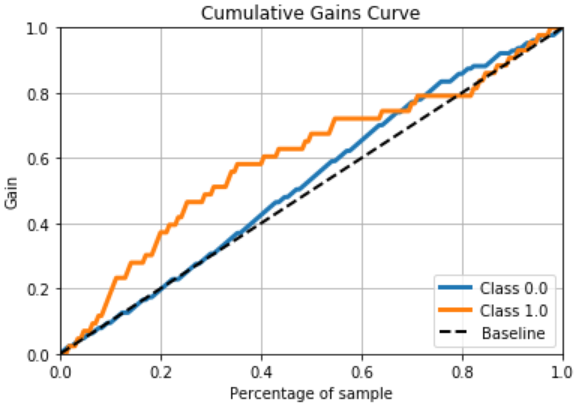 Cumulative Gains Curve
1.0
0.8
0.6
0.4
0.2
0.0
Gain
Class 0.0
Class 1.0
Baseline
0.0 0.2 0.4 0.6 0.8 1.0
Percentage of sample